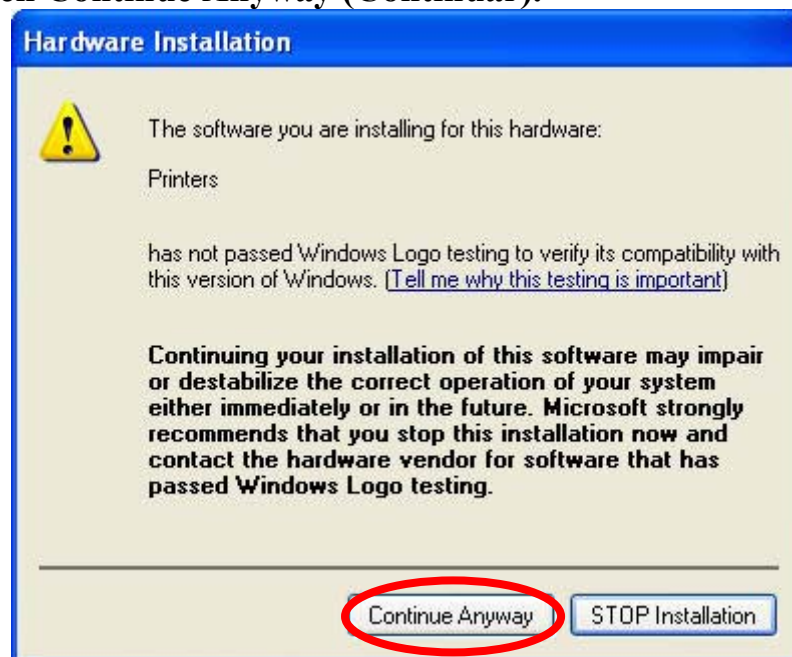 Continue Anyway (Continuar).
Hardware Installation
The software you are installing for this hardware:
Printers
has not passed Windows Logo testing to verify its compatibility with
this version of Windows. (Tell me why this testing is important)
Continuing your installation of this software may impair
or destabilize the correct operation of your system
either immediately or in the future. Microsoft strongly
recommends that you stop this installation now and
contact the hardware vendor for software that has
passed Windows Logo testing.
Continue Anyway STOP Installation